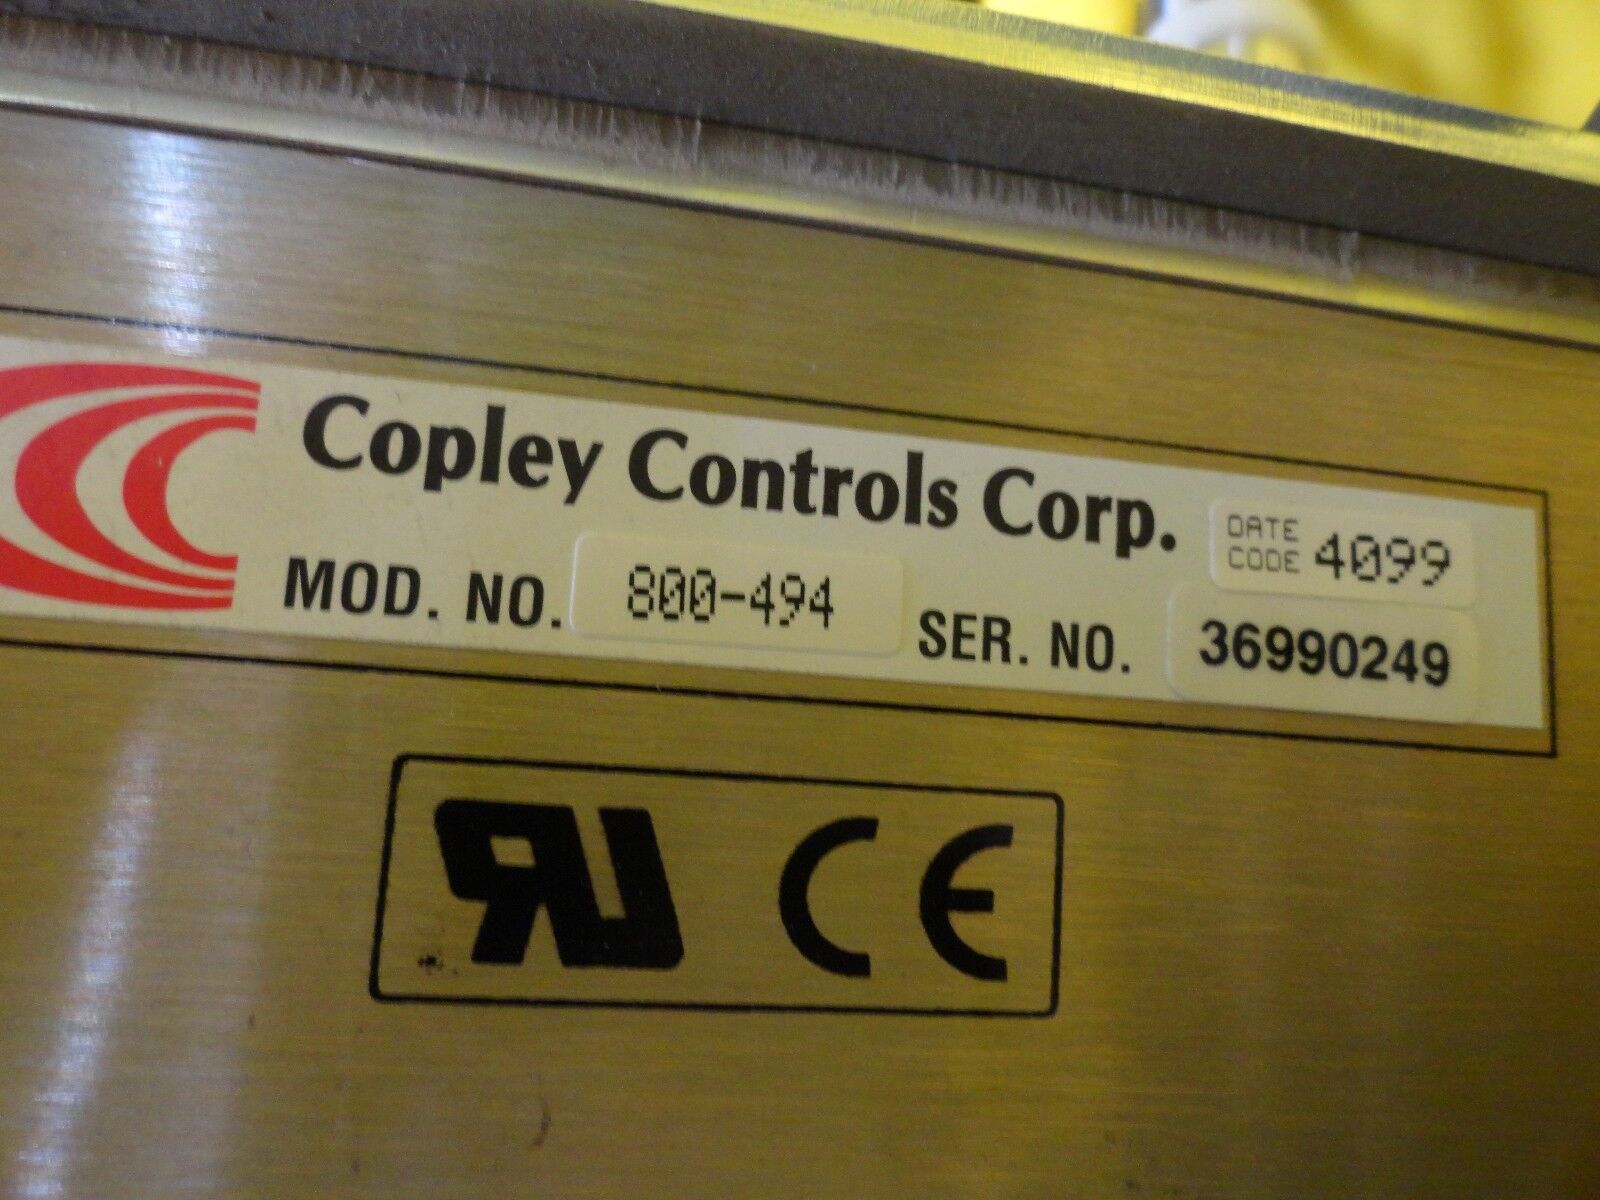 Copley Controls Corp.
DATE CODE 4099
MOD. NO. 800-494 SER. NO. 36990249
CE